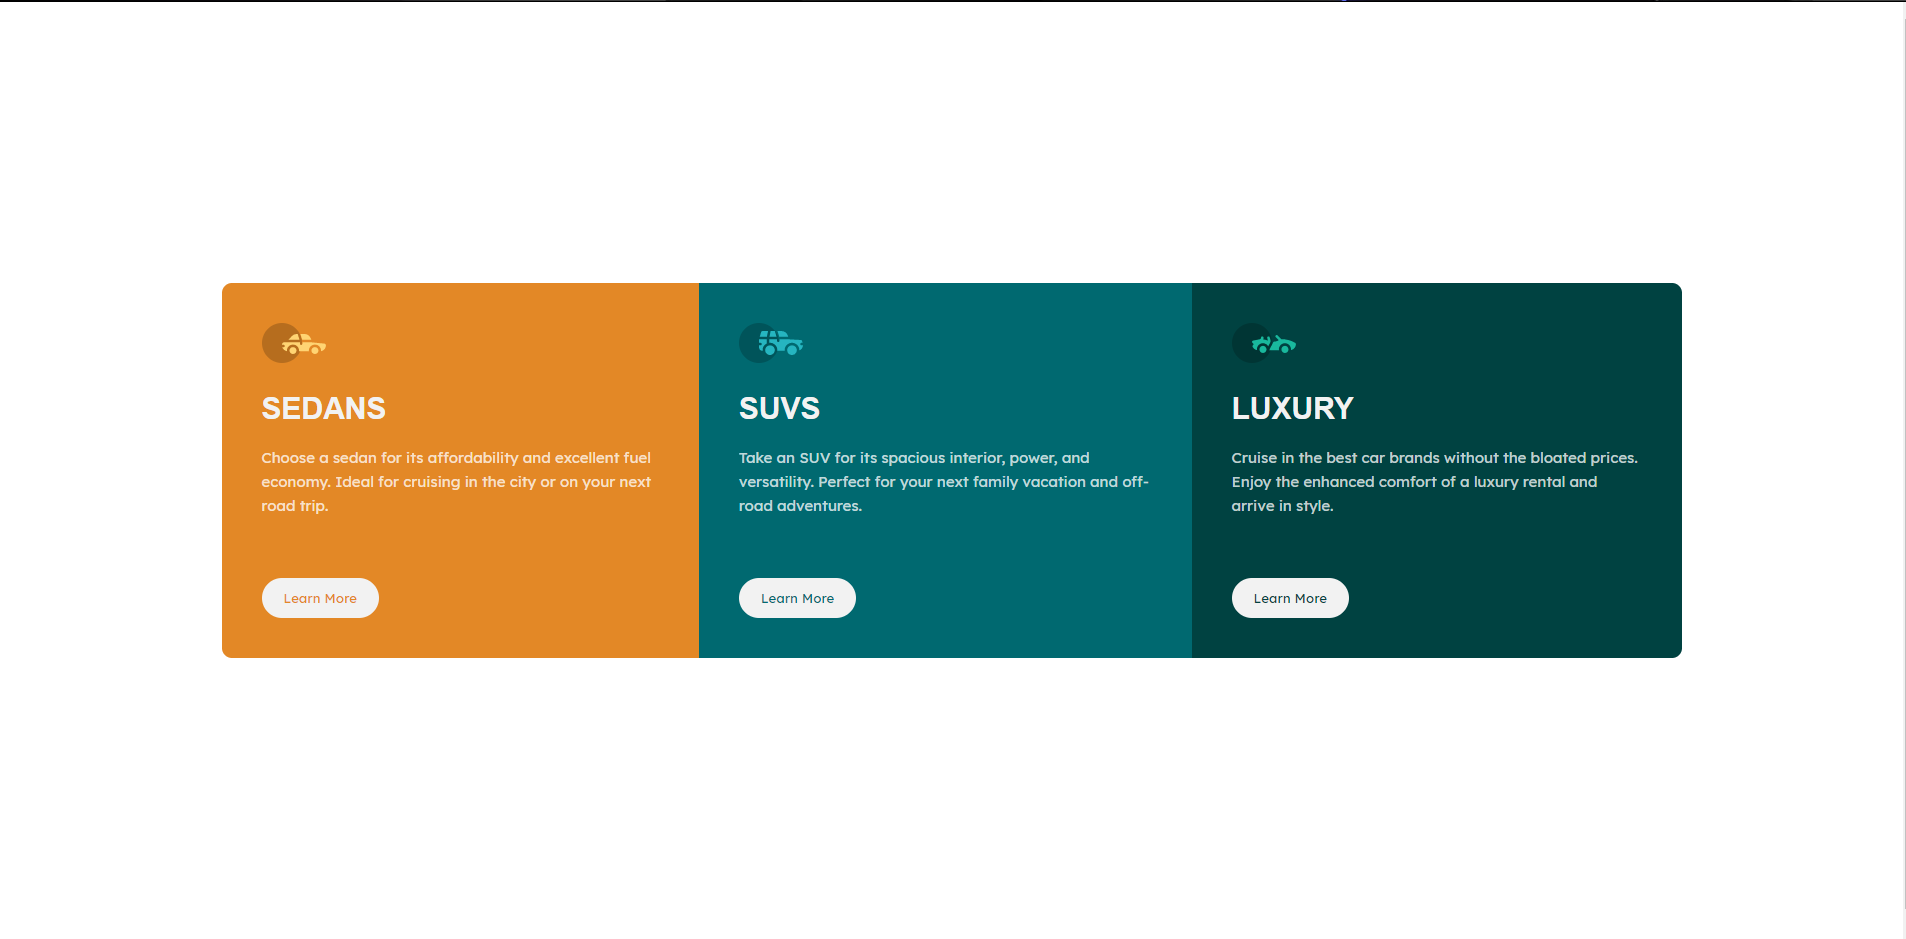 SEDANS
Choose a sedan for its affordability and excellent fuel
economy. Ideal for cruising in the city or on your next
road trip.
Learn More
SUVS
Take an SUV for its spacious interior, power, and
versatility. Perfect for your next family vacation and off-
road adventures.
Learn More
LUXURY
Cruise in the best car brands without the bloated prices.
Enjoy the enhanced comfort of a luxury rental and
arrive in style.
Learn More